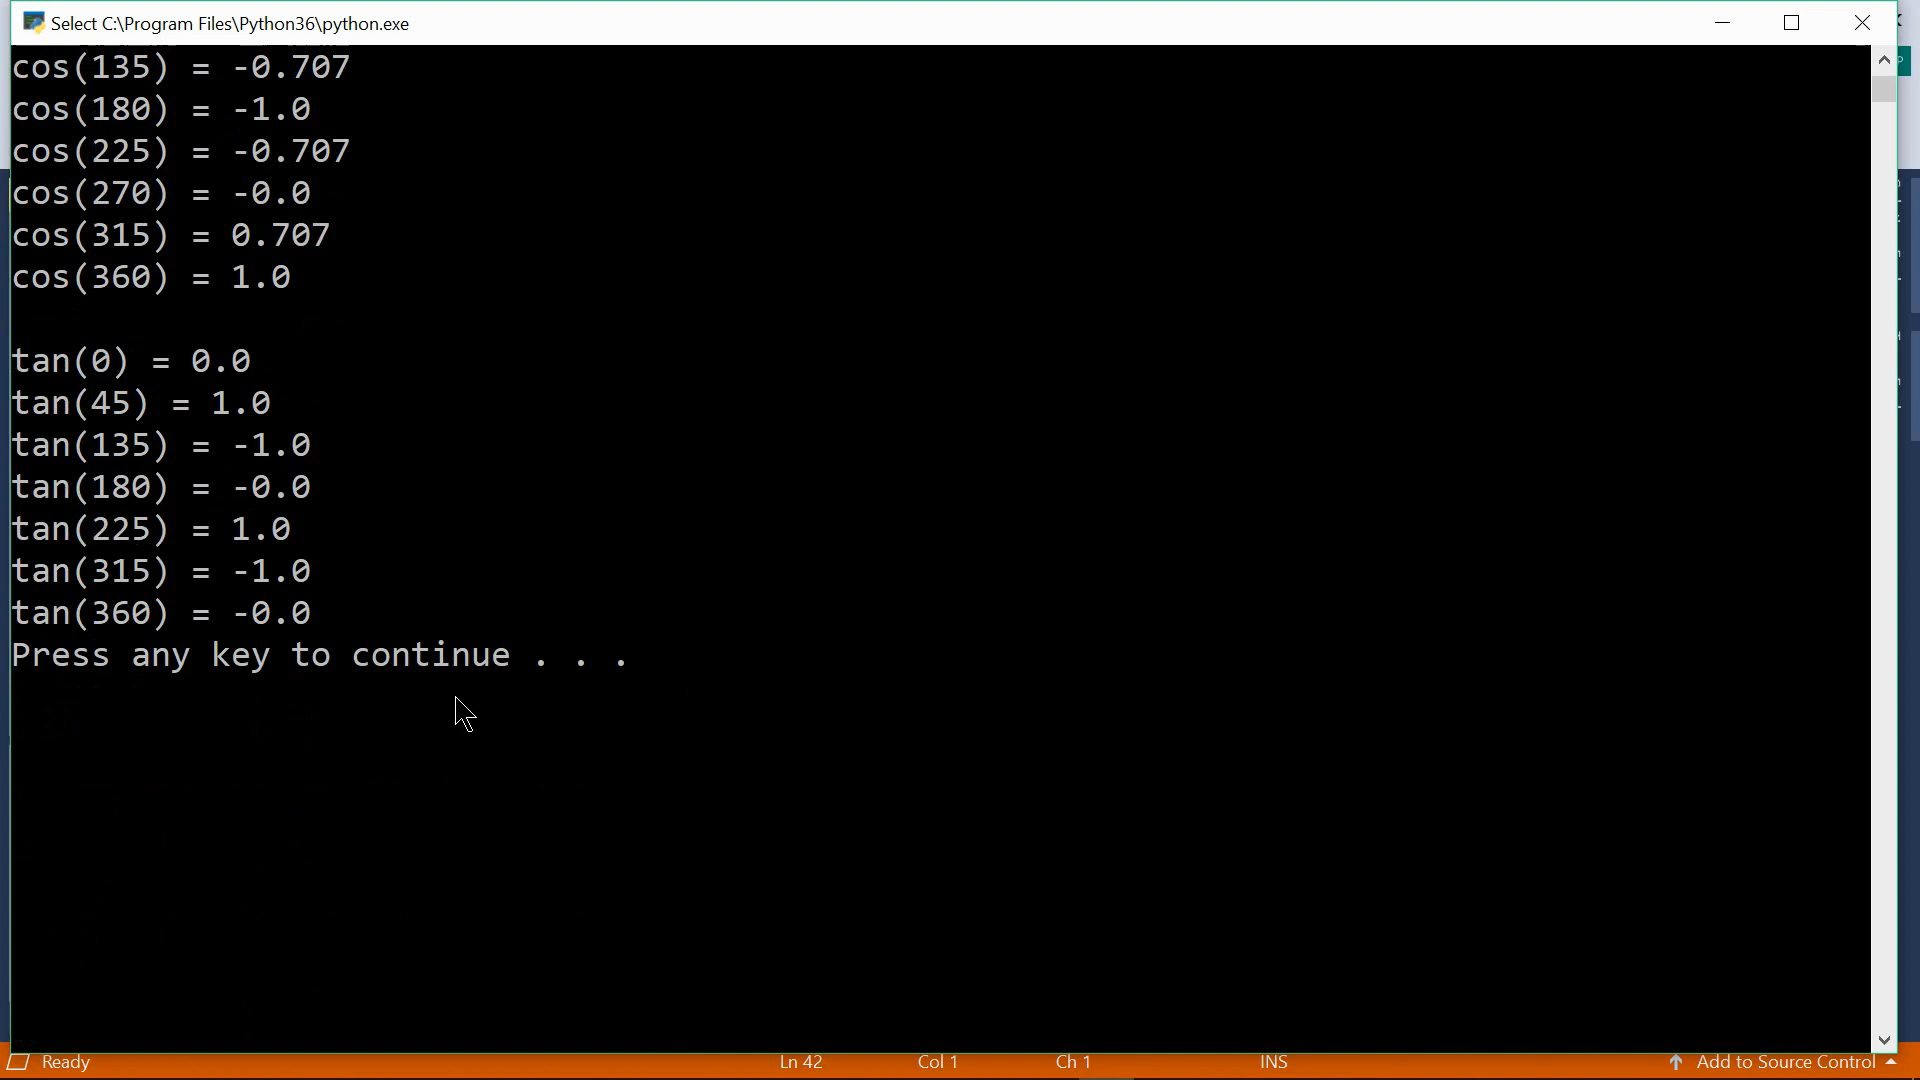 Select C:\Program Files\Python36\python.exe
cos(135) = -0.707
cos(180) = -1.0
cos(225) = -0.707
cos(270) = -0.0
cos(315) = 0.707
cos(360) = 1.0
tan(0) = 0.0
tan(45) = 1.0
tan(135) = -1.0
tan(180) = -0.0
tan(225) = 1.0
tan(315) = -1.0
tan(360) = -0.0
Press any key to continue . . .
Ready Ln 42 Col 1 Ch 1 INS Add to Source Control